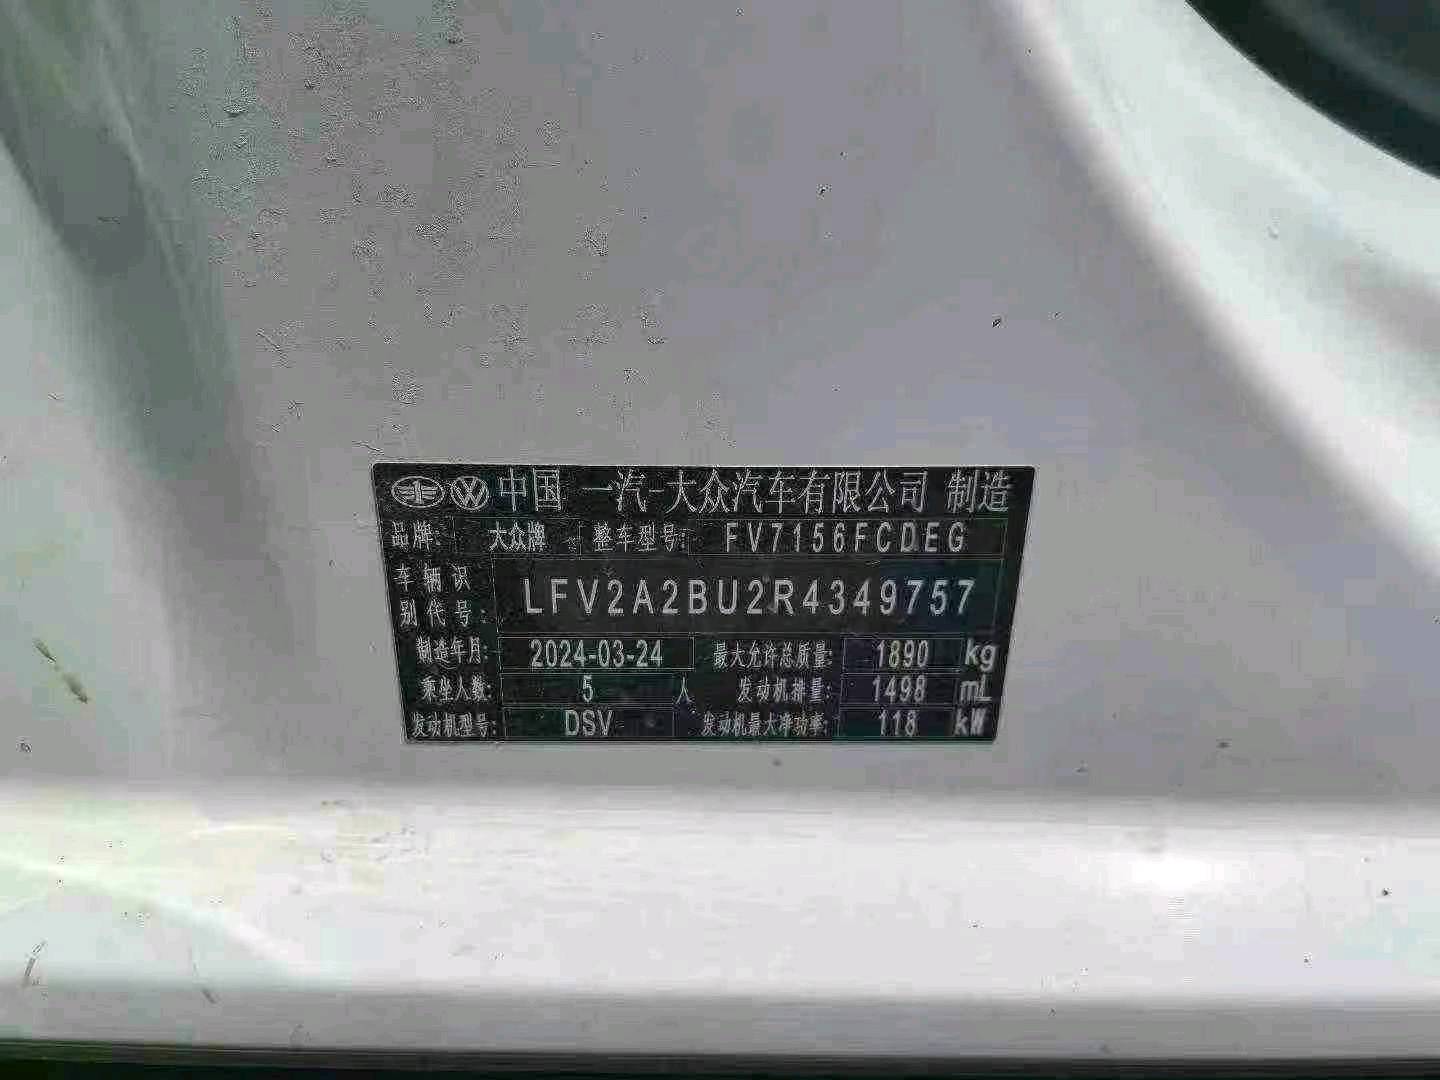 中国 一汽-大众汽车有限公司 制造
品牌: 大众牌 整车型号: FV7156FCDEG
车辆识别代号: LFV2A2BU2R4349757
制造年月: 2024-03-24 最大允许总质量: 1890 kg
乘坐人数: 5 人 发动机排量: 1498 mL
发动机型号: DSV 发动机最大净功率: 118 kW